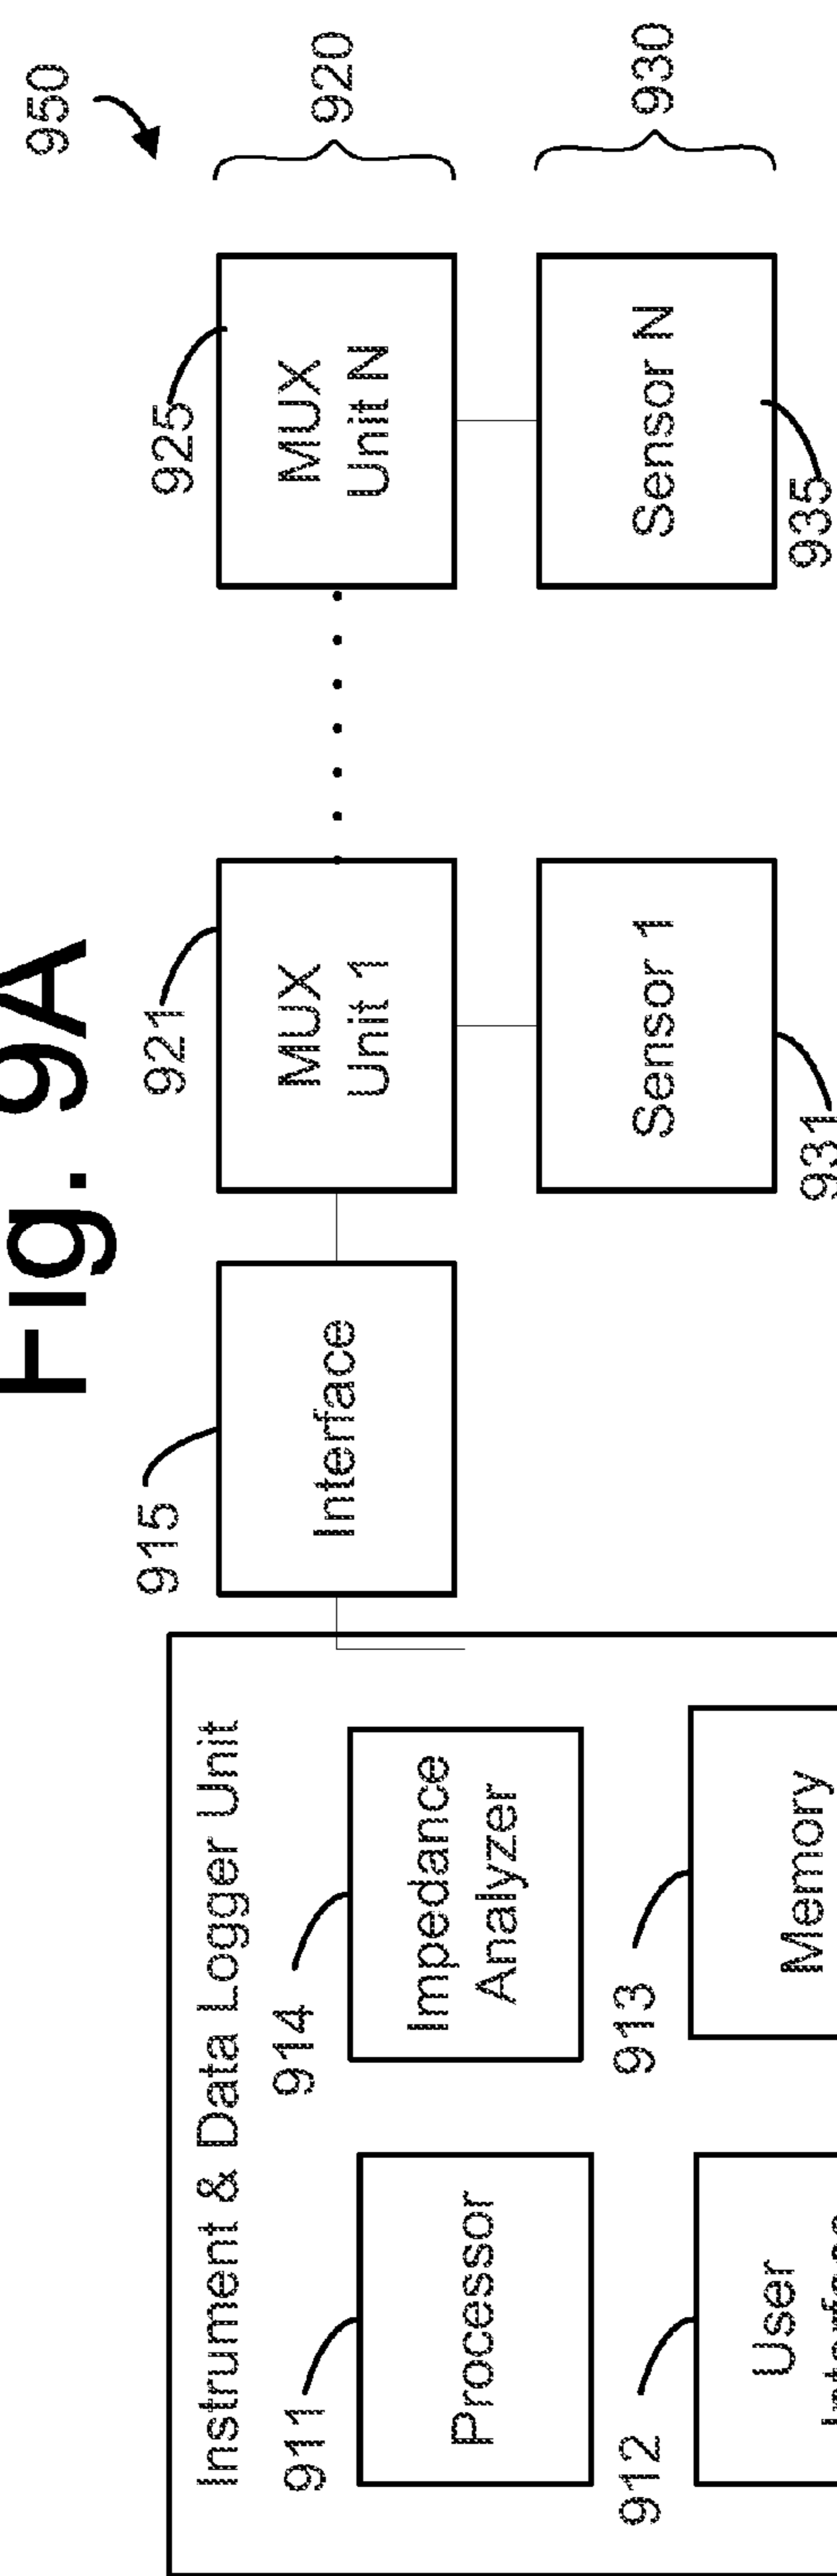 Fig. 9A
950
Instrument & Data Logger Unit
911
Processor
914
Impedance
Analyzer
912
User
913
Memory
915
Interface
921
MUX
Unit 1
925
MUX
Unit N
920
931
Sensor 1
935
Sensor N
930